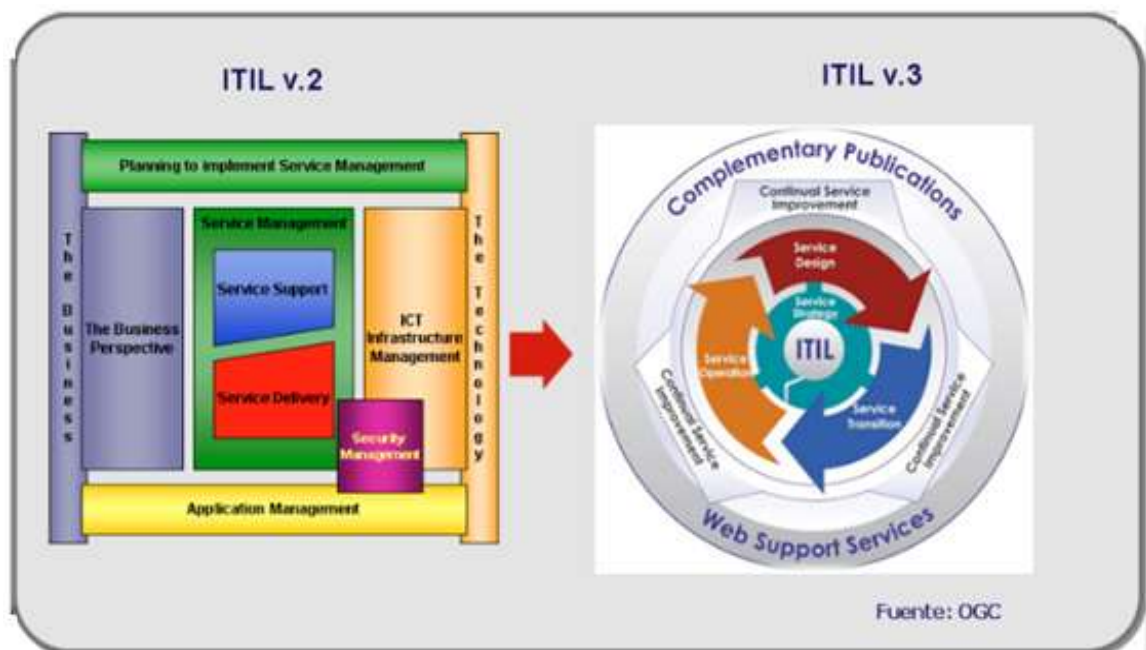 ITIL v.2
ITIL v.3
Planning to implement Service Management
The Business
The Business
Perspective
Service Management
Service Support
Service Delivery
ICT
Infrastructure
Management
Security
Management
The Technology
Application Management
Complementary Publications
Continual Service
Improvement
Service
Design
Service
Strategy
ITIL
Service
Operation
Service
Transition
Continual Service
Improvement
Continual Service
Improvement
Web Support Services
Fuente: OGC